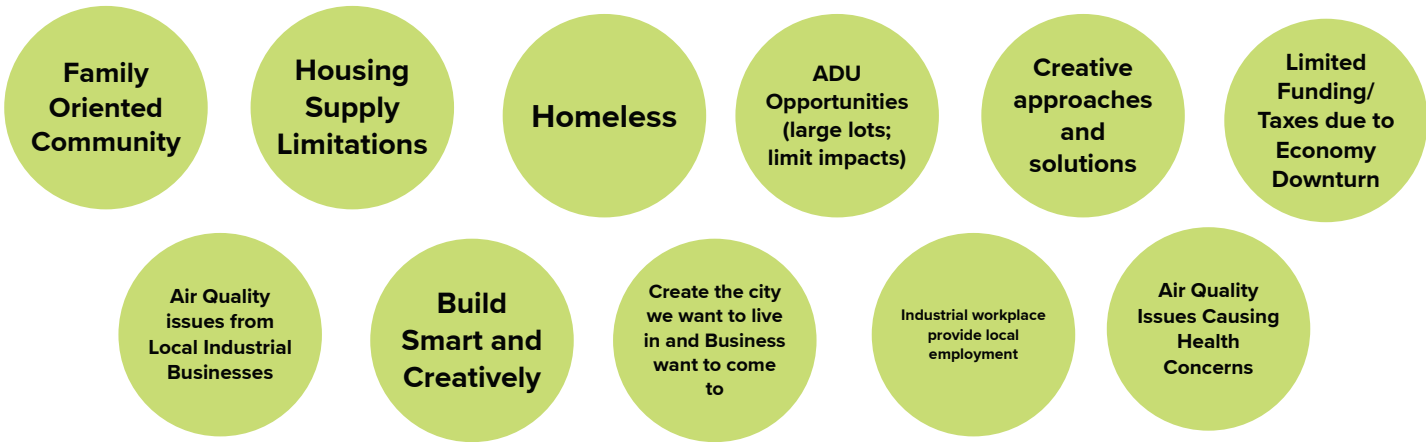 Family
Oriented
Community
Housing
Supply
Limitations
Homeless
ADU
Opportunities
(large lots;
limit impacts)
Creative
approaches
and
solutions
Limited
Funding/
Taxes due to
Economy
Downturn
Air Quality
issues from
Local Industrial
Businesses
Build
Smart and
Creatively
Create the city
we want to live
in and Business
want to come
to
Industrial workplace
provide local
employment
Air Quality
Issues Causing
Health
Concerns